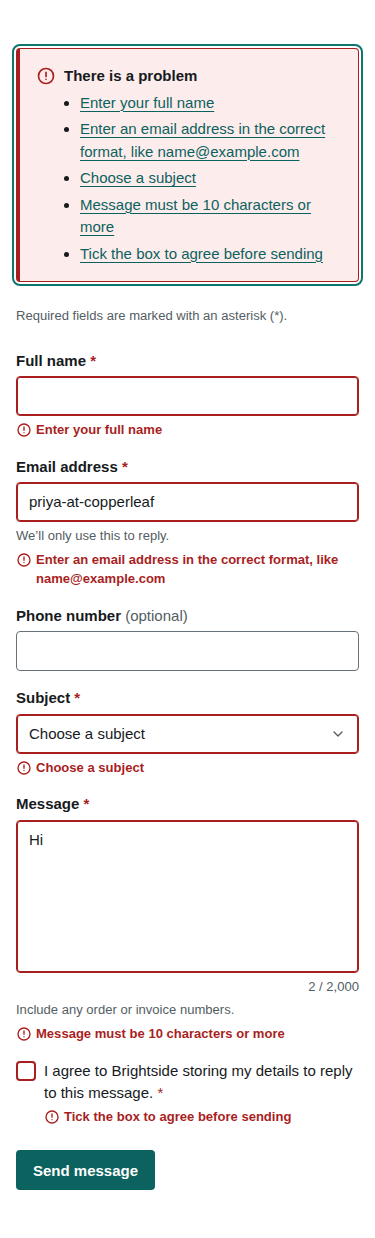 There is a problem
Enter your full name
Enter an email address in the correct
format, like name@example.com
Choose a subject
Message must be 10 characters or
more
Tick the box to agree before sending
Required fields are marked with an asterisk (*).
Full name *
Enter your full name
Email address *
priya-at-copperleaf
We’ll only use this to reply.
Enter an email address in the correct format, like
name@example.com
Phone number (optional)
Subject *
Choose a subject
Choose a subject
Message *
Hi
2 / 2,000
Include any order or invoice numbers.
Message must be 10 characters or more
I agree to Brightside storing my details to reply
to this message. *
Tick the box to agree before sending
Send message